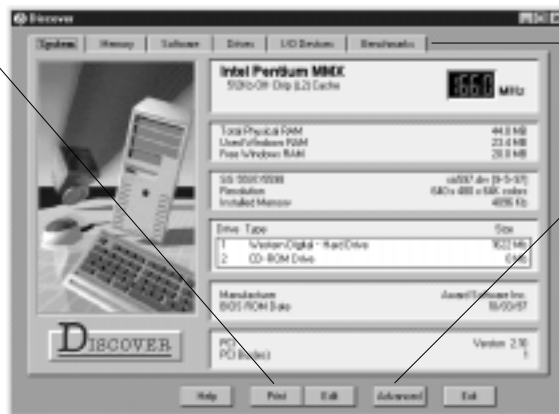 Discover
System Memory Software Drives I/O Devices Benchmarks
Intel Pentium MMX
512Kb Off-Chip (L2) Cache
166.0 MHz
Total Physical RAM 44.0 MB
Used Windows RAM 23.4 MB
Free Windows RAM 20.8 MB
Resolution 640 x 480 x 64K colors
Installed Memory 4096 Kb
Drive Type Size
1 Western Digital - Hard Drive 1622 Mb
2 CD-ROM Drive 0 Mb
Manufacturer Award Software Inc.
BIOS ROM Date
PCI Version 2.10
PCI Bus(es) 1
DISCOVER
Help Print Edit Advanced Exit